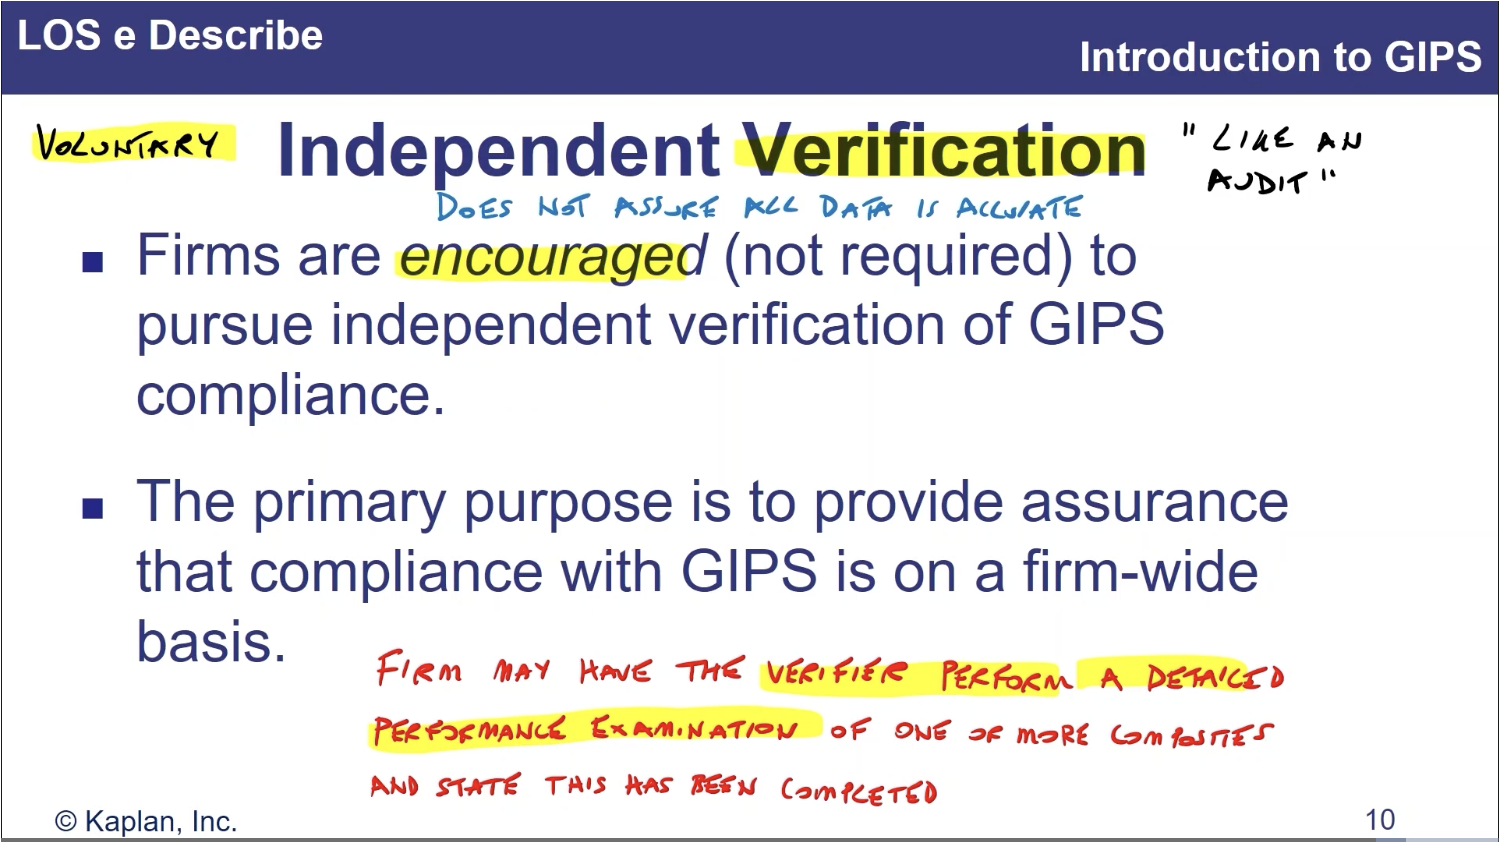 LOS e Describe
Introduction to GIPS
VOLUNTARY
Independent Verification
"LIKE AN
AUDIT"
DOES NOT ASSURE ALL DATA IS ACCURATE
■ Firms are encouraged (not required) to
pursue independent verification of GIPS
compliance.
■ The primary purpose is to provide assurance
that compliance with GIPS is on a firm-wide
basis.
FIRM MAY HAVE THE VERIFIER PERFORM A DETAILED
PERFORMANCE EXAMINATION OF ONE OR MORE COMPOSITES
AND STATE THIS HAS BEEN COMPLETED
© Kaplan, Inc.
10